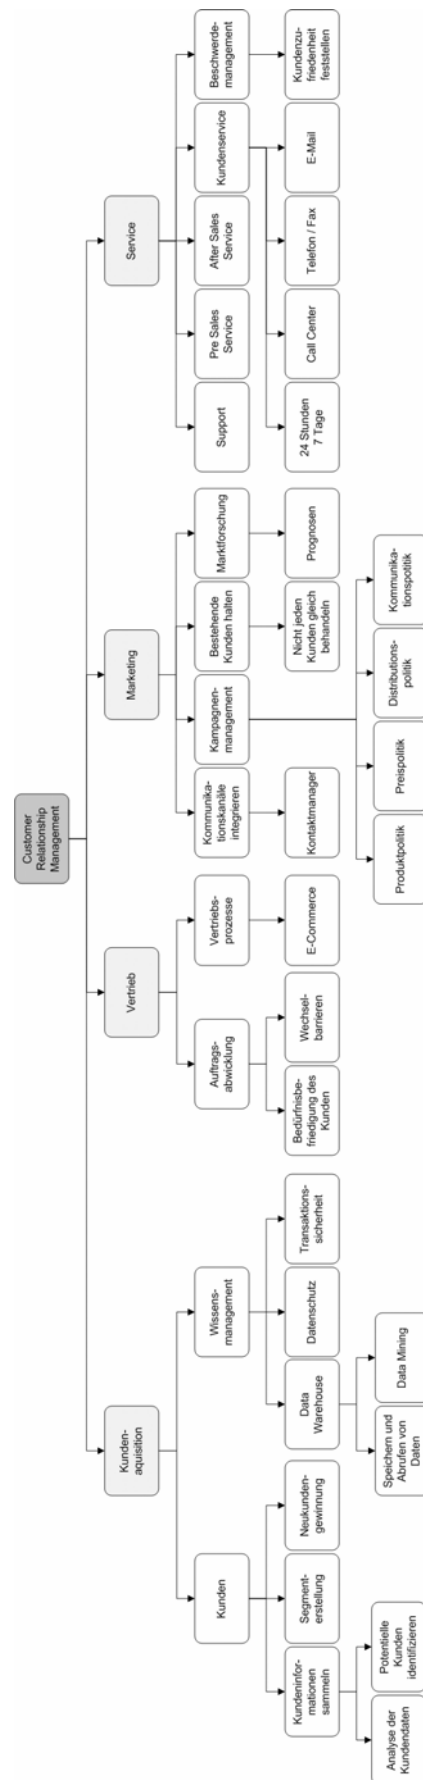 Customer
Relationship
Management
Kunden-
aquisition
Vertrieb
Marketing
Service
Kunden
Wissens-
management
Auftrags-
abwicklung
Vertriebs-
prozesse
Kommunika-
tionskanäle
integrieren
Kampagnen-
management
Bestehende
Kunden halten
Marktforschung
Support
Pre Sales
Service
After Sales
Service
Kundenservice
Beschwerde-
management
Kundeninfor-
mationen
sammeln
Segment-
erstellung
Neukunden-
gewinnung
Data
Warehouse
Datenschutz
Transaktions-
sicherheit
Bedürfnisbe-
friedigung des
Kunden
Wechsel-
barrieren
E-Commerce
Kontaktmanager
Nicht jeden
Kunden gleich
behandeln
Prognosen
24 Stunden
7 Tage
Call Center
Telefon / Fax
E-Mail
Kundenzu-
friedenheit
feststellen
Analyse der
Kundendaten
Potentielle
Kunden
identifizieren
Speichern und
Abrufen von
Daten
Data Mining
Produktpolitik
Preispolitik
Distributions-
politik
Kommunika-
tionspotitik